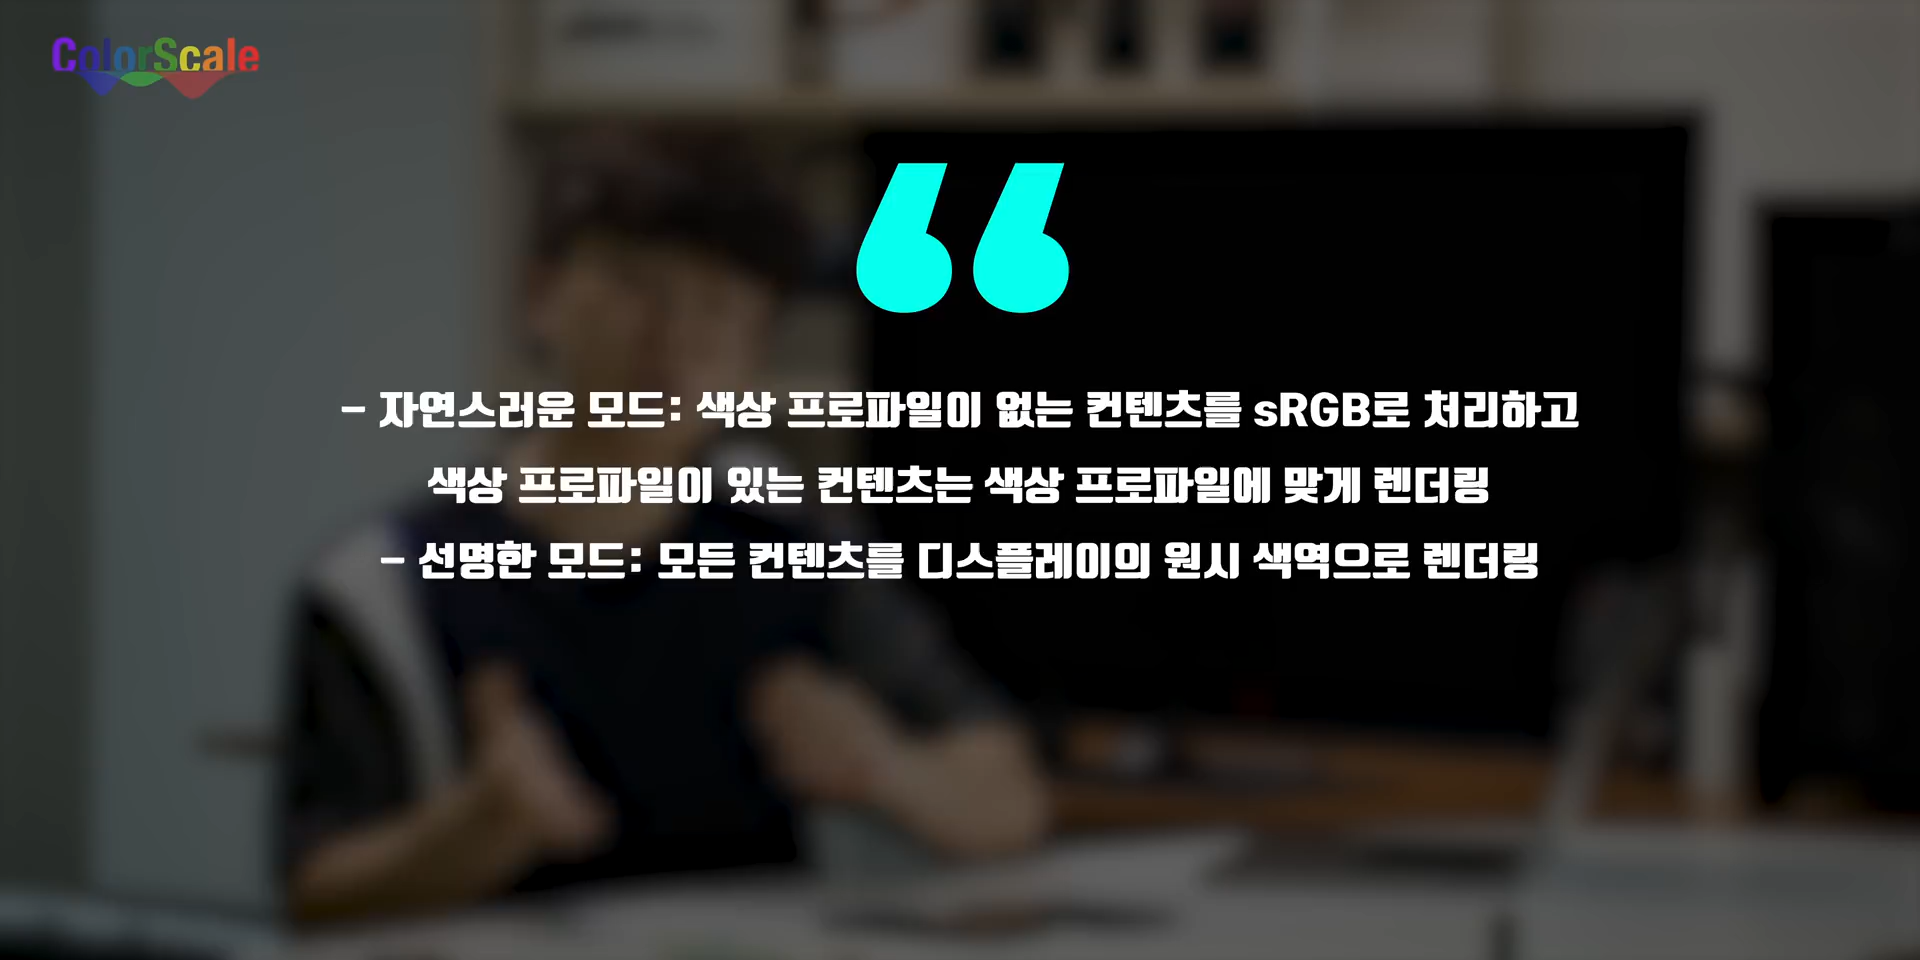 ColorScale
- 자연스러운 모드: 색상 프로파일이 없는 컨텐츠를 sRGB로 처리하고
색상 프로파일이 있는 컨텐츠는 색상 프로파일에 맞게 렌더링
- 선명한 모드: 모든 컨텐츠를 디스플레이의 원시 색역으로 렌더링